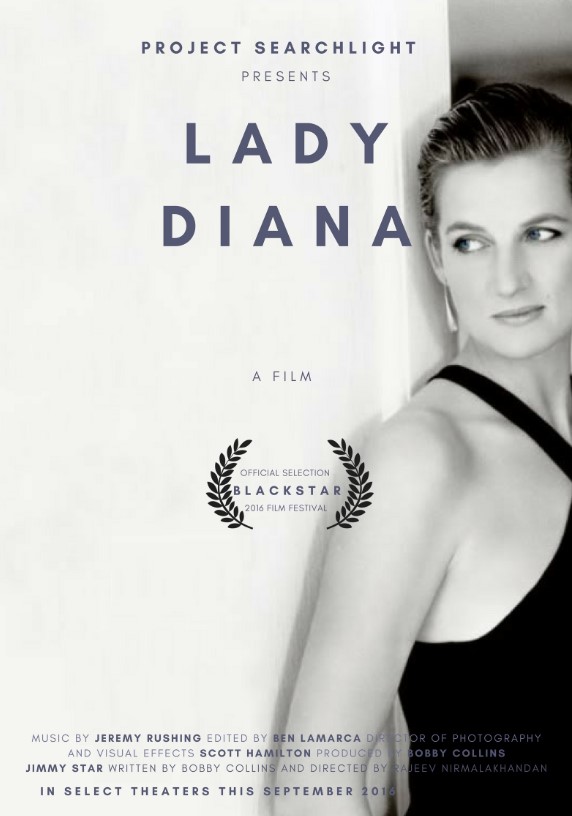 PROJECT SEARCHLIGHT
PRESENTS
LADY
DIANA
A FILM
OFFICIAL SELECTION
BLACKSTAR
2016 FILM FESTIVAL
MUSIC BY JEREMY RUSHING EDITED BY BEN LAMARCA DIRECTOR OF PHOTOGRAPHY
AND VISUAL EFFECTS SCOTT HAMILTON PRODUCED BY BOBBY COLLINS
JIMMY STAR WRITTEN BY BOBBY COLLINS AND DIRECTED BY RAJEEV NIRMALAKHANDAN
IN SELECT THEATERS THIS SEPTEMBER 2016